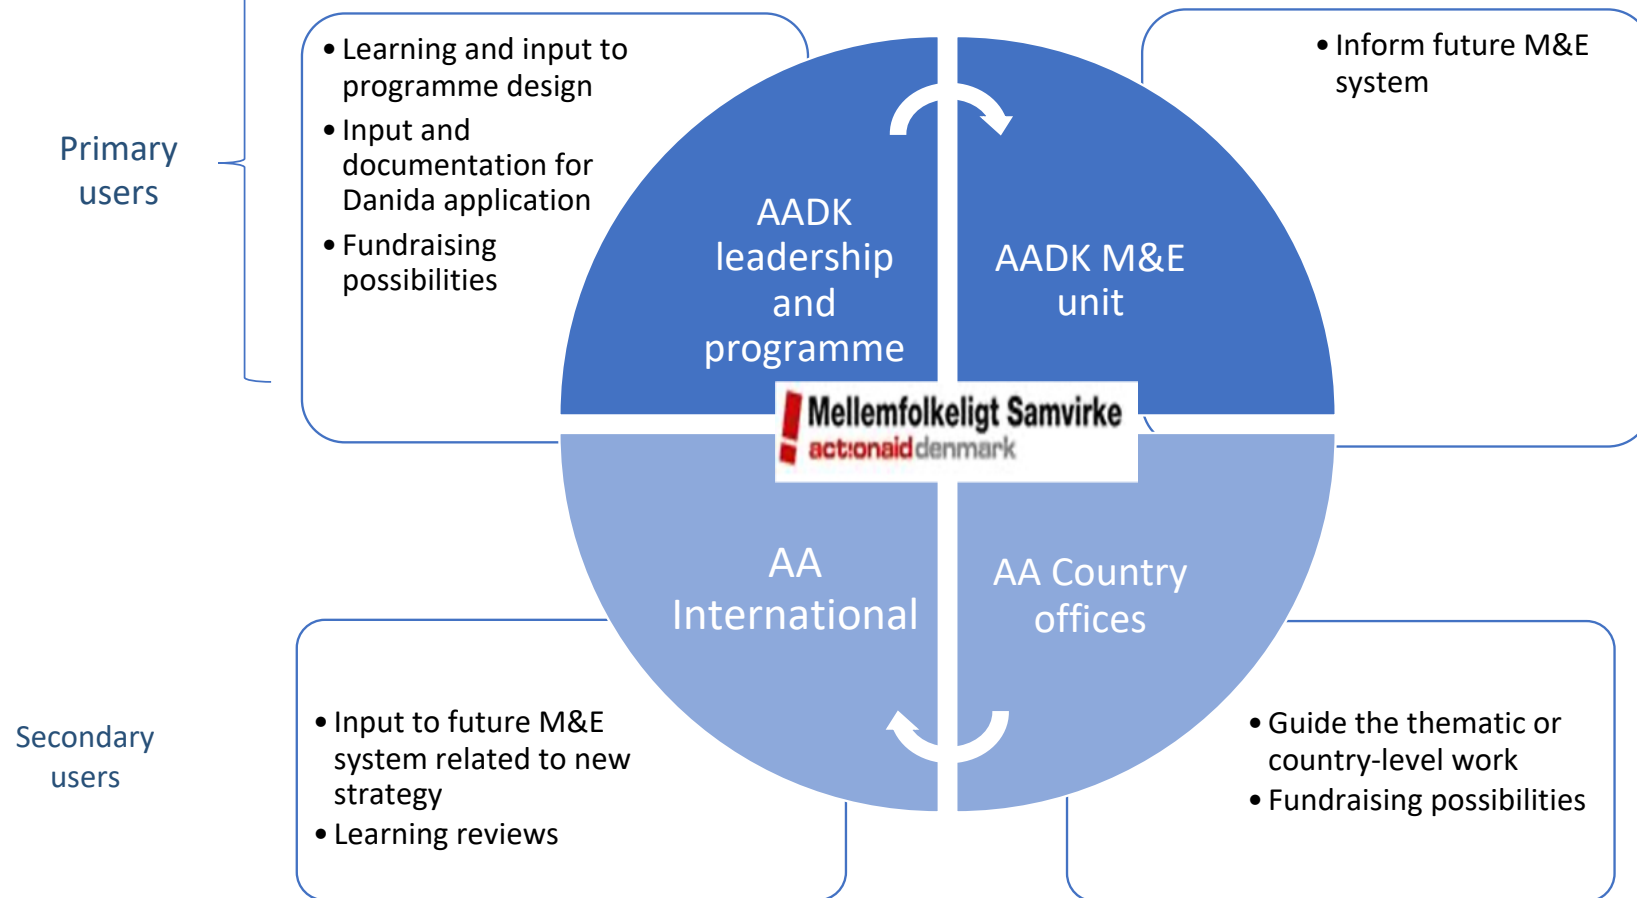 Primary
users
• Learning and input to
programme design
• Input and
documentation for
Danida application
• Fundraising
possibilities
AADK
leadership
and
programme
AADK M&E
unit
• Inform future M&E
system
Mellemfolkeligt Samvirke
act:onaid denmark
Secondary
users
• Input to future M&E
system related to new
strategy
• Learning reviews
AA
International
AA Country
offices
• Guide the thematic or
country-level work
• Fundraising possibilities